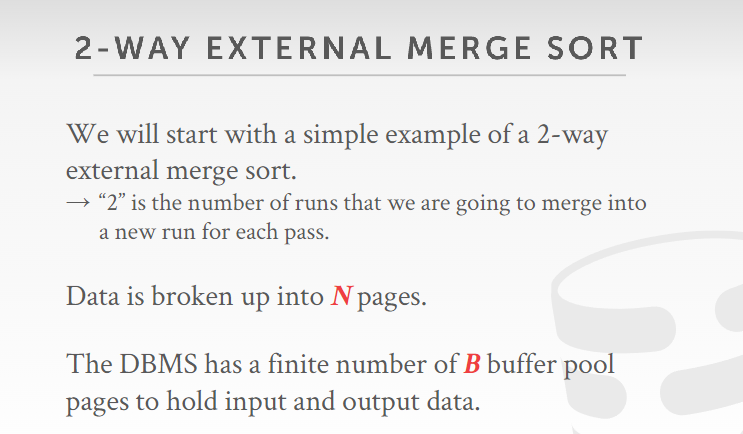 2-WAY EXTERNAL MERGE SORT
We will start with a simple example of a 2-way
external merge sort.
→ “2” is the number of runs that we are going to merge into
a new run for each pass.
Data is broken up into N pages.
The DBMS has a finite number of B buffer pool
pages to hold input and output data.